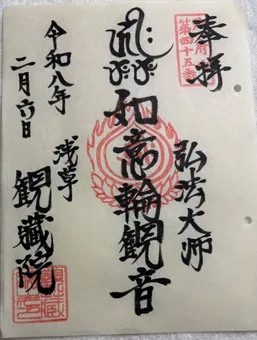 奉拝
第四十五番
弘法大師
如意輪観音
令和八年
二月六日
浅草
観蔵院